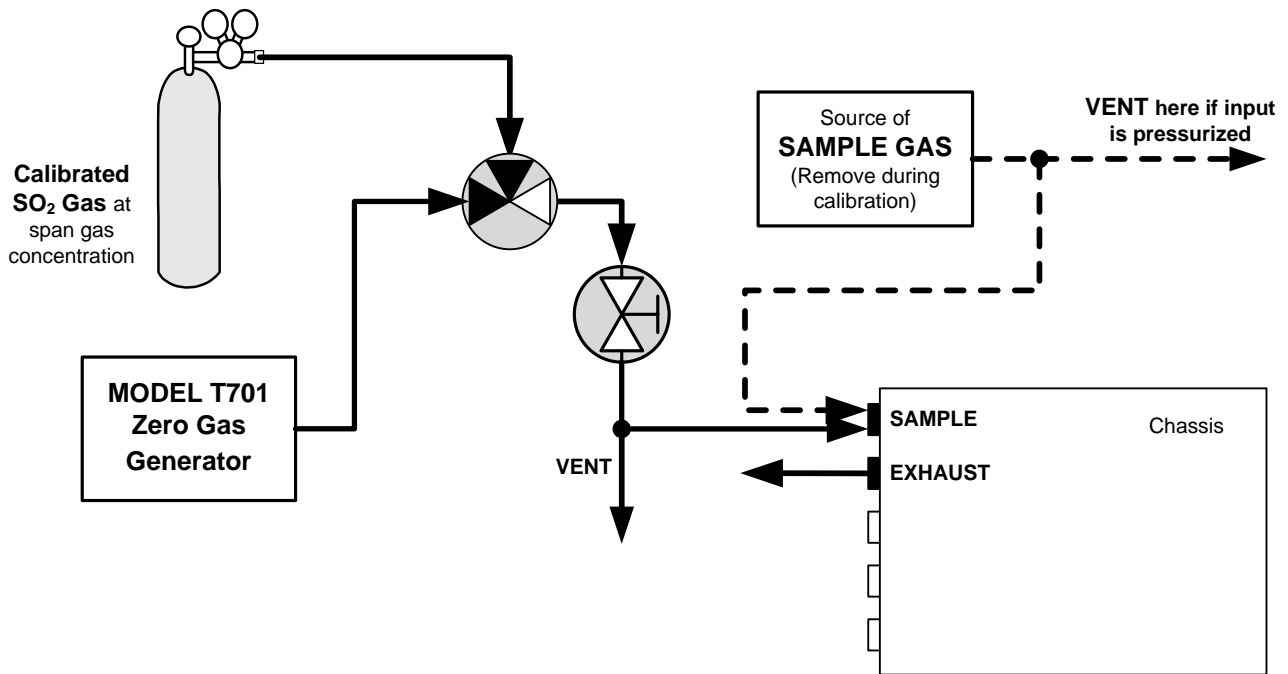 Calibrated
SO₂ Gas at
span gas
concentration
MODEL T701
Zero Gas
Generator
Source of
SAMPLE GAS
(Remove during
calibration)
VENT here if input
is pressurized
VENT
SAMPLE
EXHAUST
Chassis